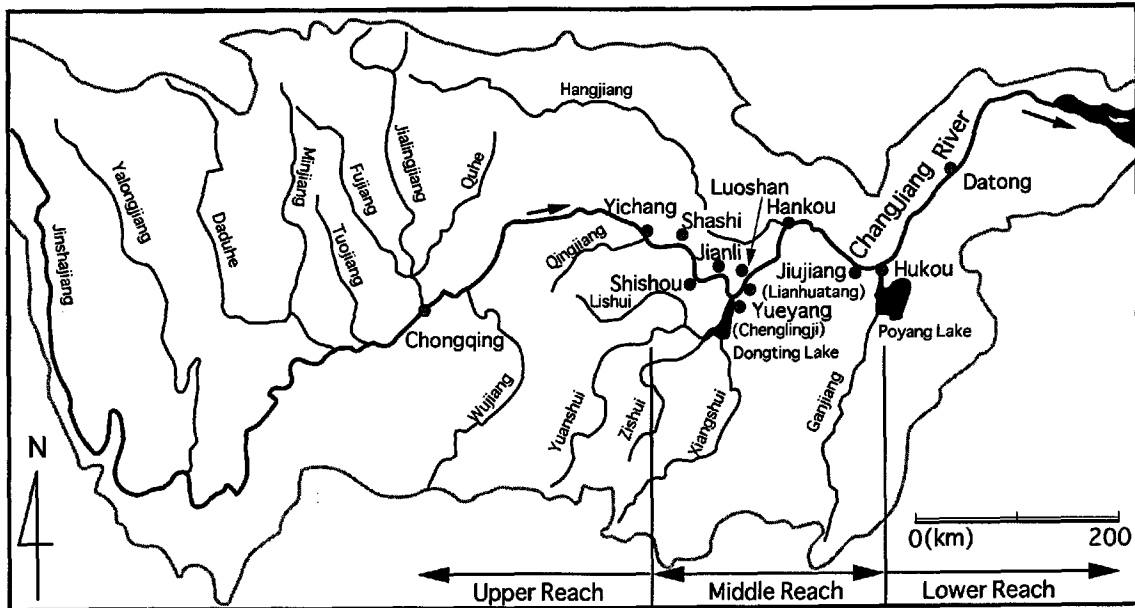 Hangjiang
Jinshajiang
Yalongjiang
Daduhe
Minjiang
Tuojiang
Fujiang
Jialingjiang
Quhe
Luoshan
Yichang
Shashi
Hankou
ChangJiang River
Datong
Qingjiang
Jianli
Shishou
Jiujiang
(Lianhuatang)
Hukou
Lishui
Yueyang
(Chenglingji)
Poyang Lake
Chongqing
Dongting Lake
Wujiang
Yuanshui
Zishui
Xiangshui
Ganjiang
N
0(km) 200
Upper Reach
Middle Reach
Lower Reach